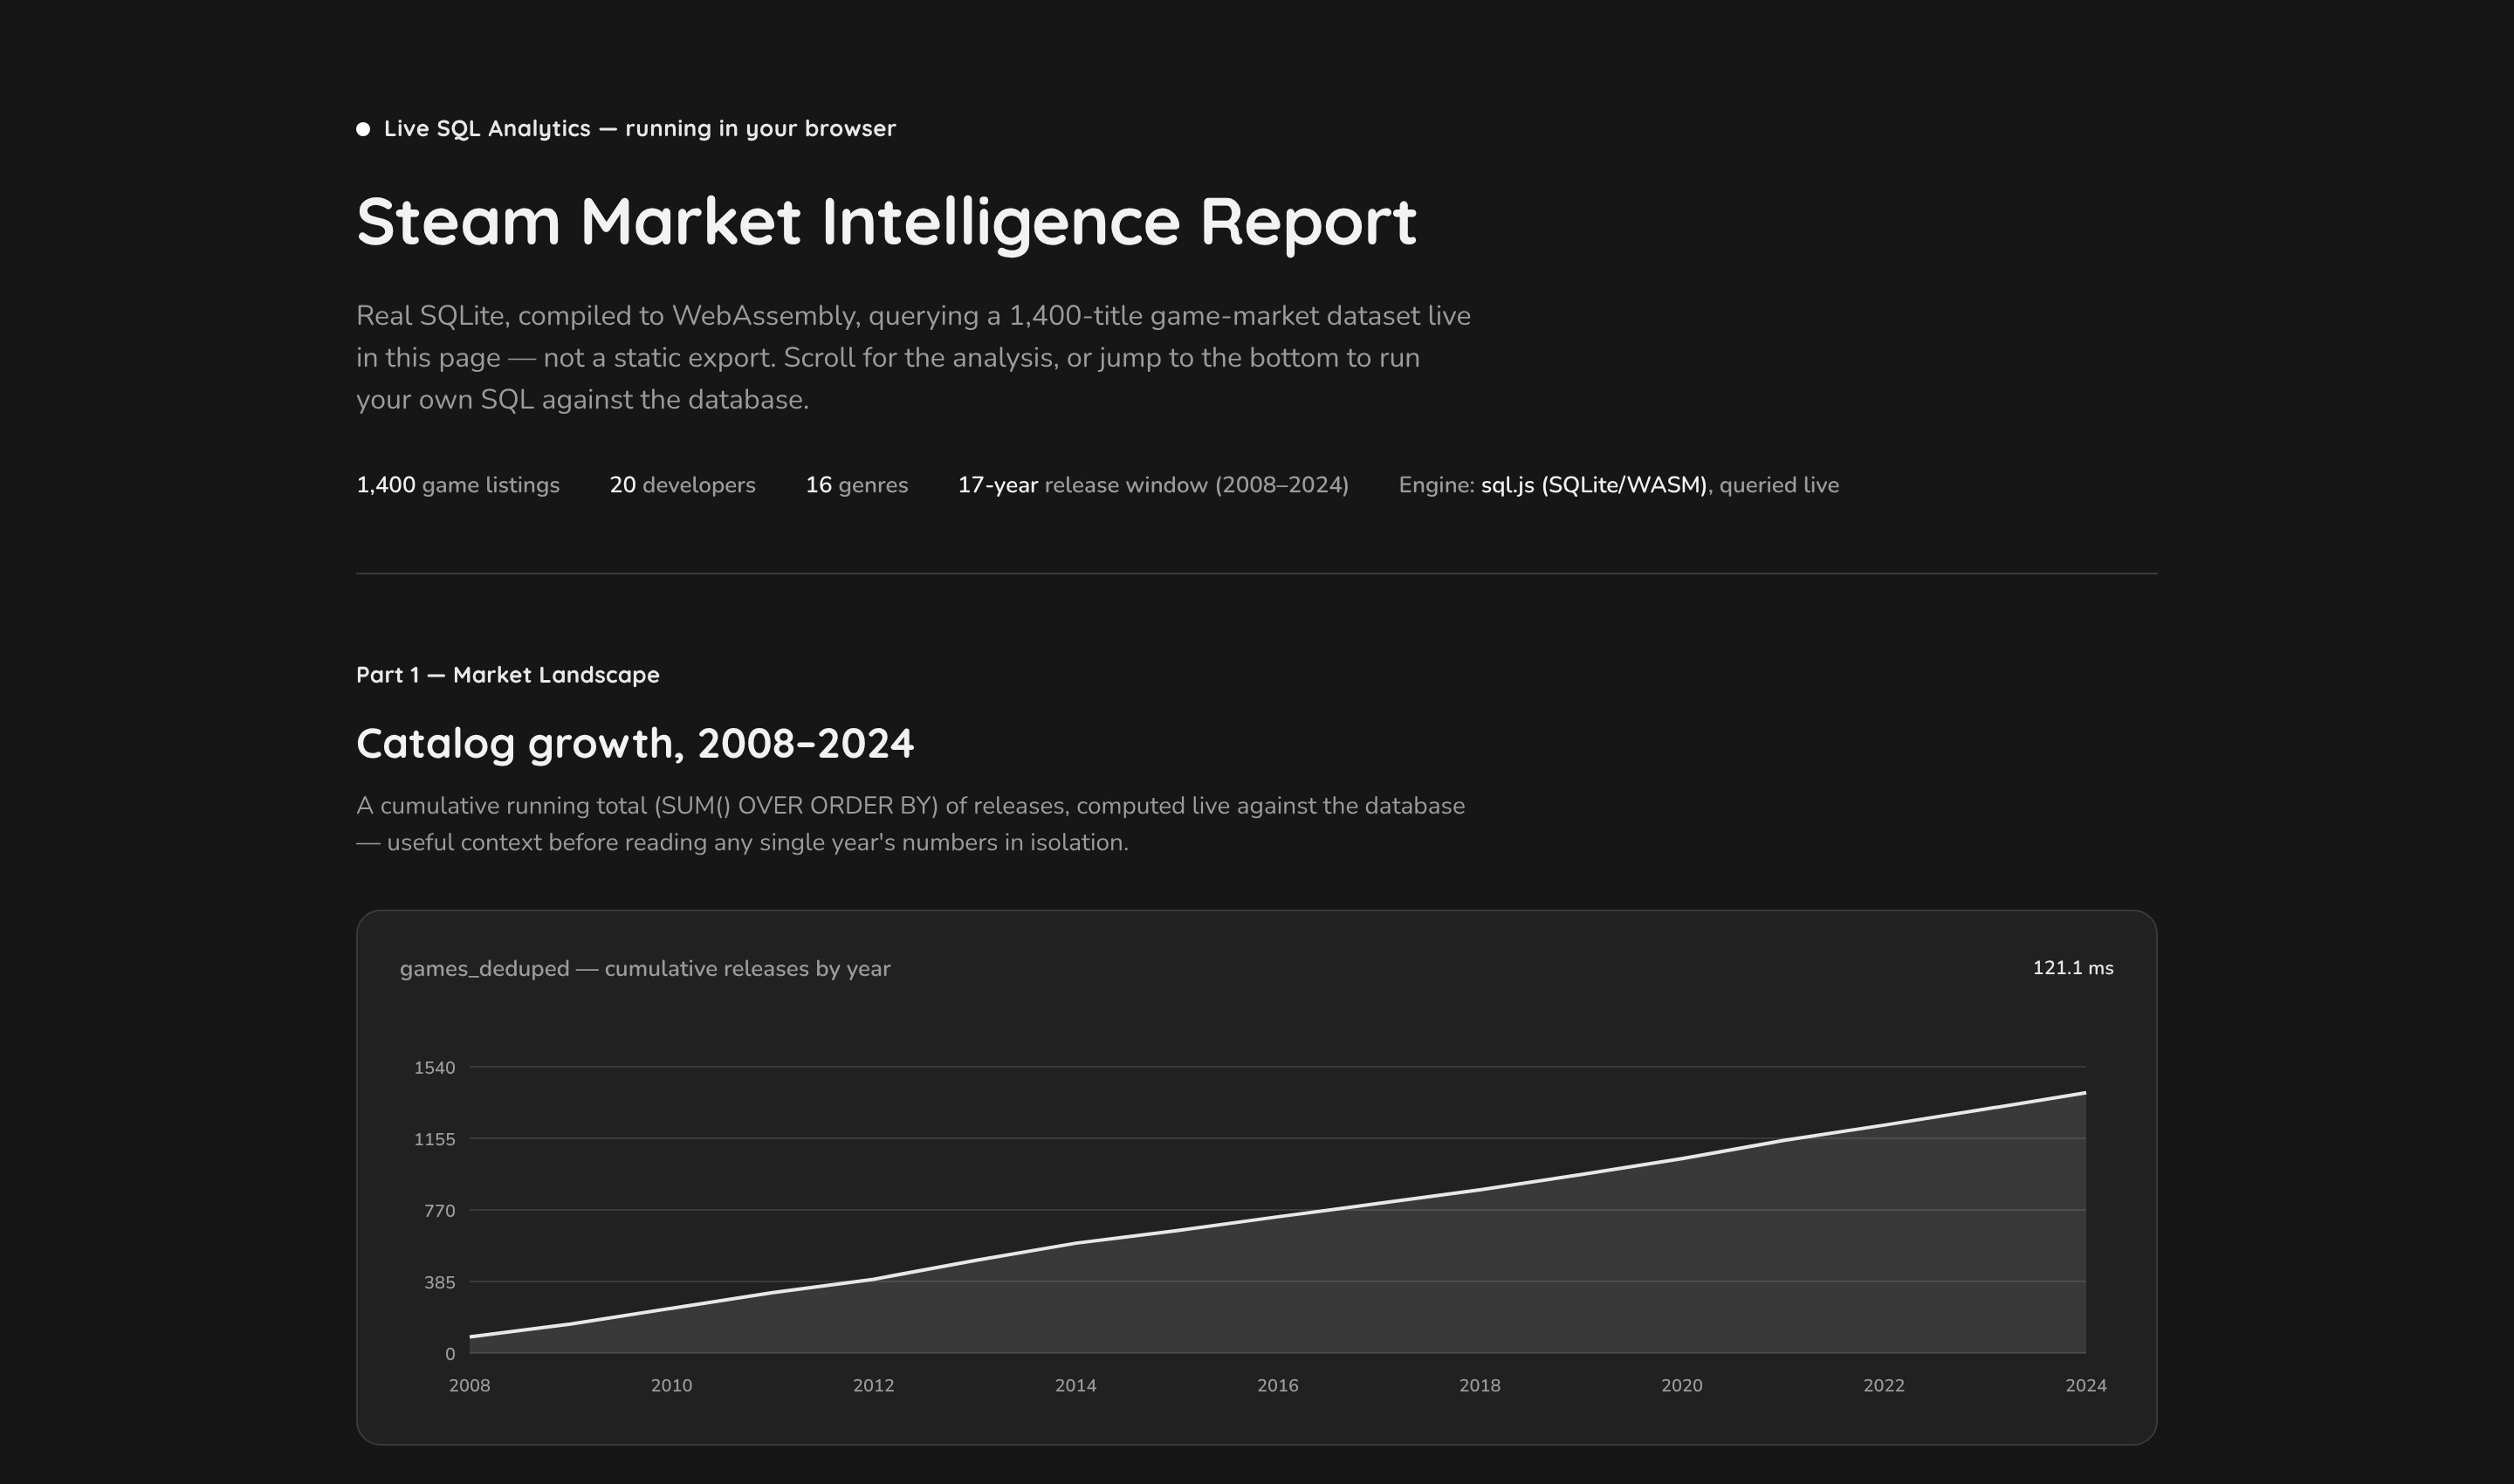 Live SQL Analytics — running in your browser
Steam Market Intelligence Report
Real SQLite, compiled to WebAssembly, querying a 1,400-title game-market dataset live
in this page — not a static export. Scroll for the analysis, or jump to the bottom to run
your own SQL against the database.
1,400 game listings 20 developers 16 genres 17-year release window (2008–2024) Engine: sql.js (SQLite/WASM), queried live
Part 1 — Market Landscape
Catalog growth, 2008–2024
A cumulative running total (SUM() OVER ORDER BY) of releases, computed live against the database
— useful context before reading any single year's numbers in isolation.
games_deduped — cumulative releases by year 121.1 ms
1540
1155
770
385
0
2008 2010 2012 2014 2016 2018 2020 2022 2024